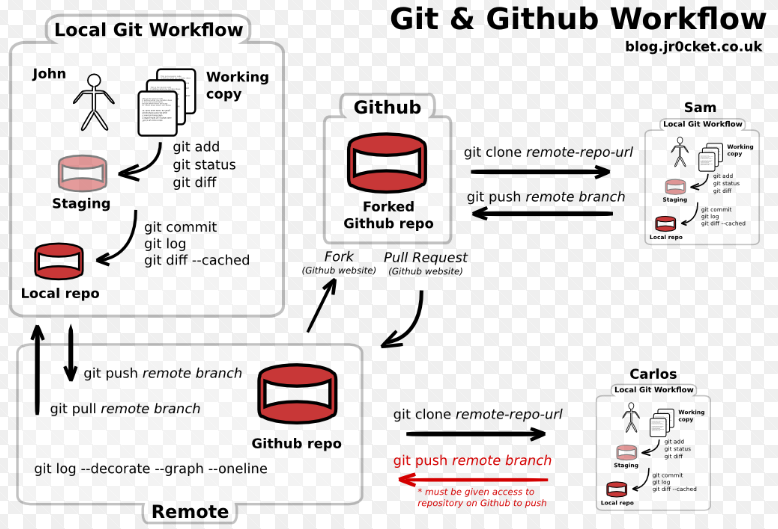 Git & Github Workflow
blog.jr0cket.co.uk
Local Git Workflow
John
Working
copy
git add
git status
git diff
Staging
git commit
git log
git diff --cached
Local repo
Github
Forked
Github repo
git clone remote-repo-url
git push remote branch
Sam
Local Git Workflow
Working
copy
git add
git status
git diff
Staging
git commit
git log
git diff --cached
Local repo
Fork
(Github website)
Pull Request
(Github website)
git push remote branch
git pull remote branch
Github repo
git log --decorate --graph --oneline
Remote
git clone remote-repo-url
git push remote branch
* must be given access to
repository on Github to push
Carlos
Local Git Workflow
Working
copy
git add
git status
git diff
Staging
git commit
git log
git diff --cached
Local repo